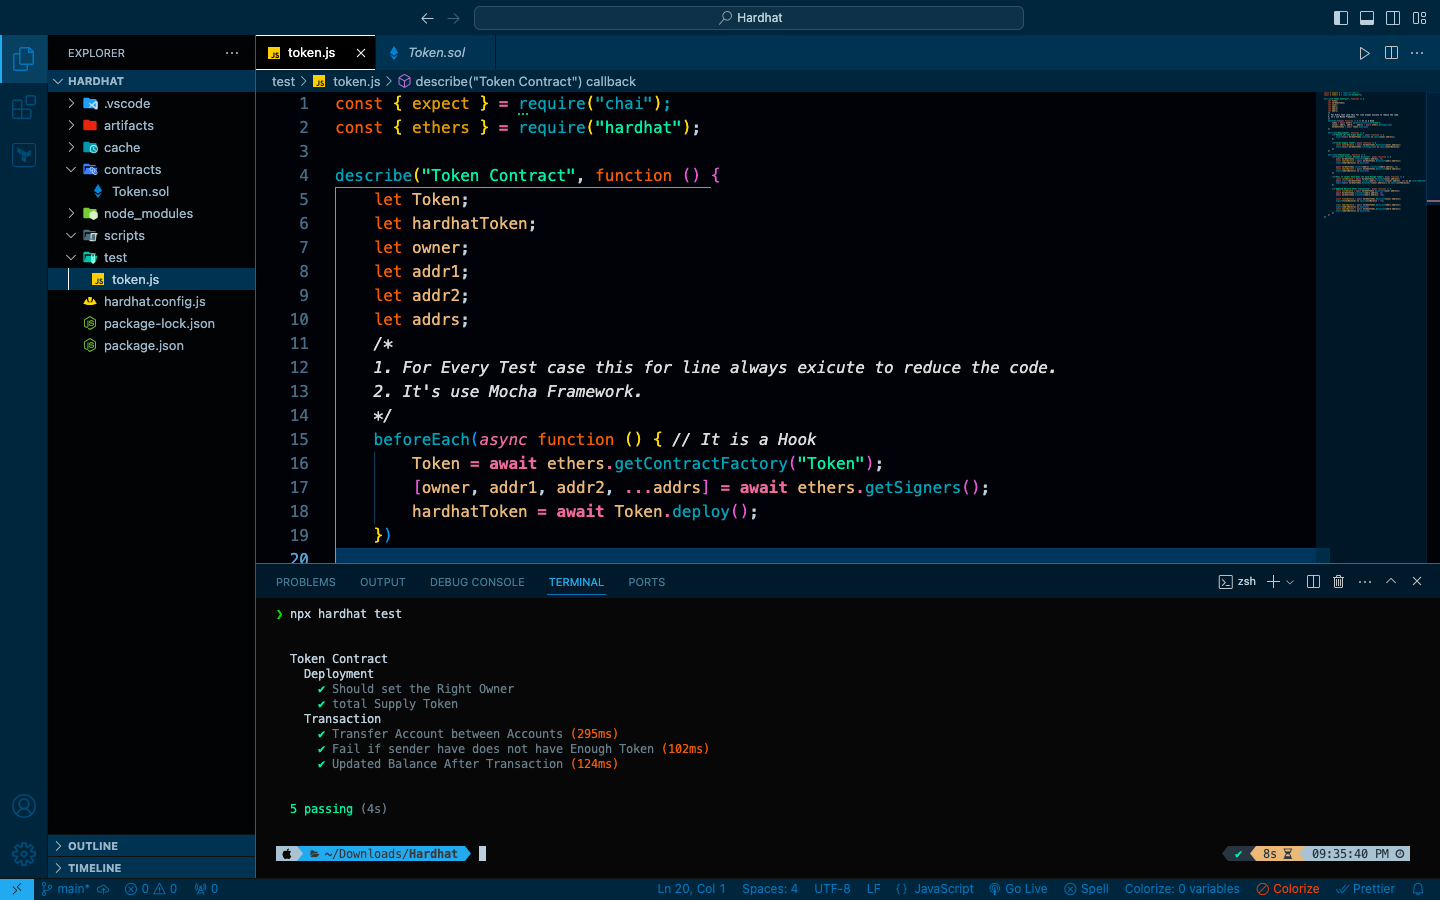 Hardhat
EXPLORER
HARDHAT
.vscode
artifacts
cache
contracts
Token.sol
node_modules
scripts
test
token.js
hardhat.config.js
package-lock.json
package.json
OUTLINE
TIMELINE
token.js
Token.sol
test > token.js > describe("Token Contract") callback
1 const { expect } = require("chai");
2 const { ethers } = require("hardhat");
3
4 describe("Token Contract", function () {
5 let Token;
6 let hardhatToken;
7 let owner;
8 let addr1;
9 let addr2;
10 let addrs;
11 /*
12 1. For Every Test case this for line always exicute to reduce the code.
13 2. It's use Mocha Framework.
14 */
15 beforeEach(async function () { // It is a Hook
16 Token = await ethers.getContractFactory("Token");
17 [owner, addr1, addr2, ...addrs] = await ethers.getSigners();
18 hardhatToken = await Token.deploy();
19 })
20
PROBLEMS OUTPUT DEBUG CONSOLE TERMINAL PORTS
zsh
❯ npx hardhat test
Token Contract
Deployment
✔ Should set the Right Owner
✔ total Supply Token
Transaction
✔ Transfer Account between Accounts (295ms)
✔ Fail if sender have does not have Enough Token (102ms)
✔ Updated Balance After Transaction (124ms)
5 passing (4s)
~/Downloads/Hardhat
✔ 8s 09:35:40 PM
main* 0 0 0
Ln 20, Col 1 Spaces: 4 UTF-8 LF {} JavaScript Go Live Spell Colorize: 0 variables Colorize Prettier